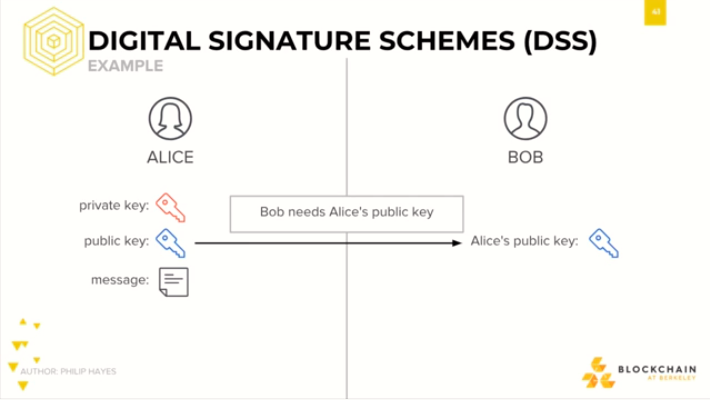 41
DIGITAL SIGNATURE SCHEMES (DSS)
EXAMPLE
ALICE
BOB
private key:
Bob needs Alice's public key
public key:
Alice's public key:
message:
AUTHOR: PHILIP HAYES
BLOCKCHAIN
AT BERKELEY